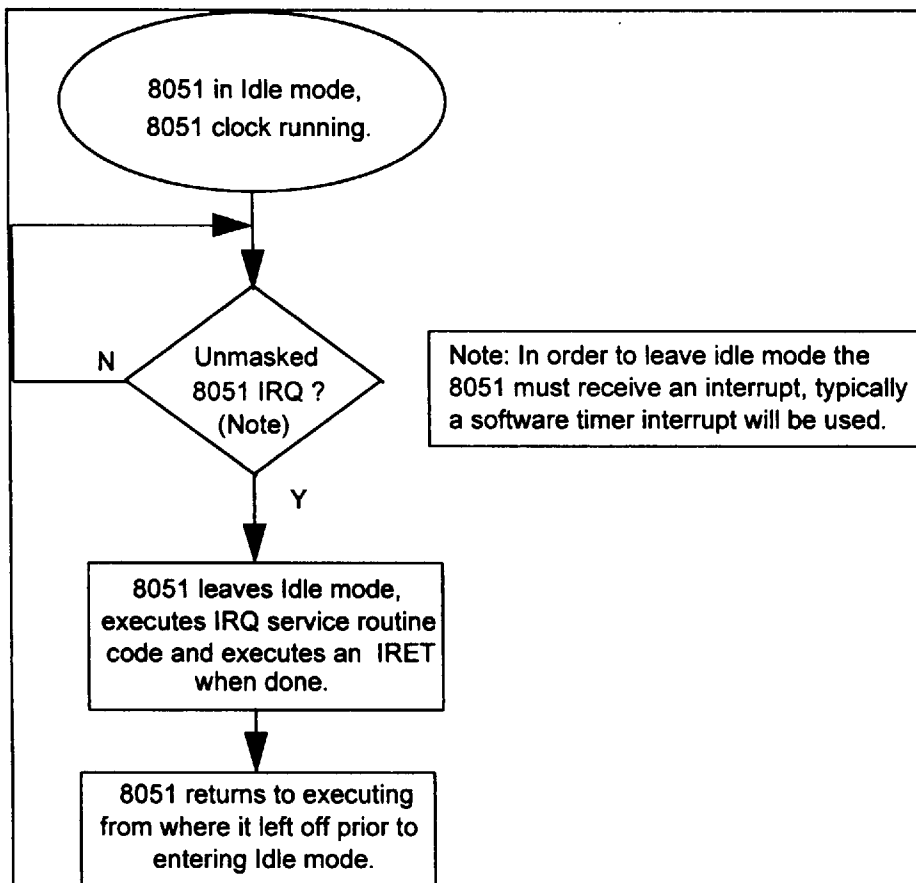 8051 in Idle mode,
8051 clock running.
N
Unmasked
8051 IRQ ?
(Note)
Note: In order to leave idle mode the
8051 must receive an interrupt, typically
a software timer interrupt will be used.
Y
8051 leaves Idle mode,
executes IRQ service routine
code and executes an IRET
when done.
8051 returns to executing
from where it left off prior to
entering Idle mode.